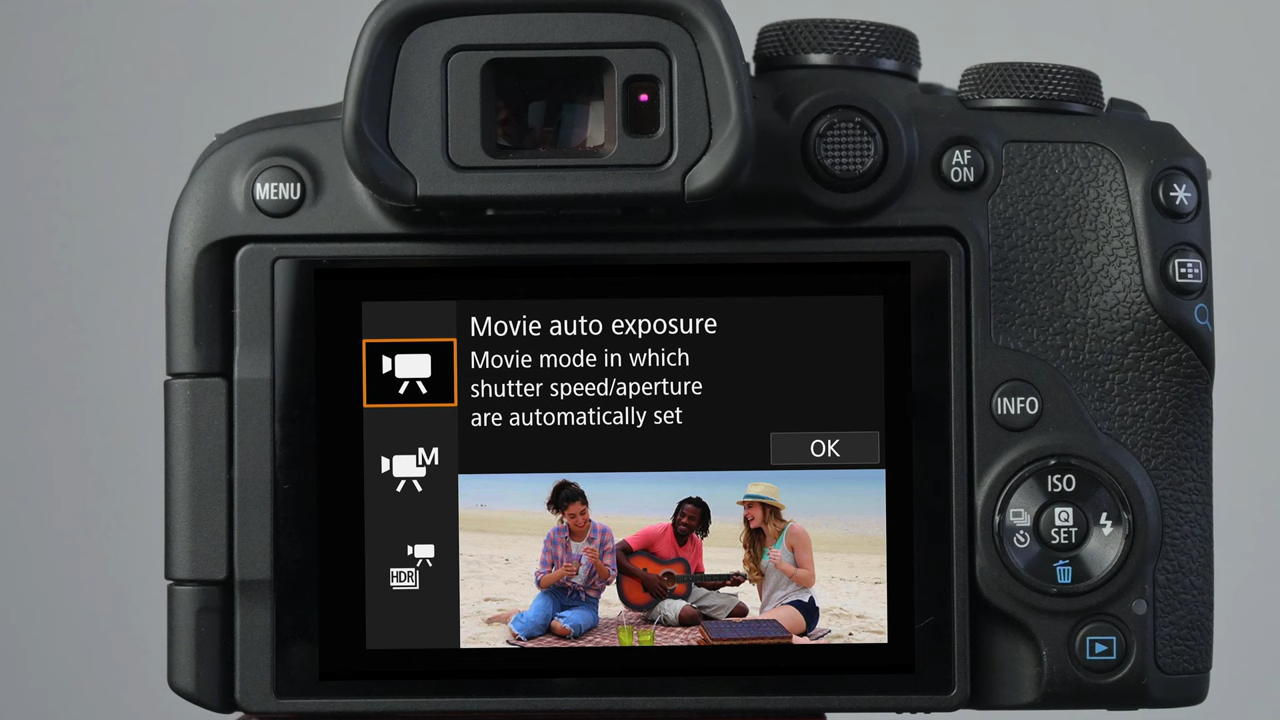 MENU
AF
ON
Movie auto exposure
Movie mode in which
shutter speed/aperture
are automatically set
OK
M
HDR
INFO
ISO
Q
SET